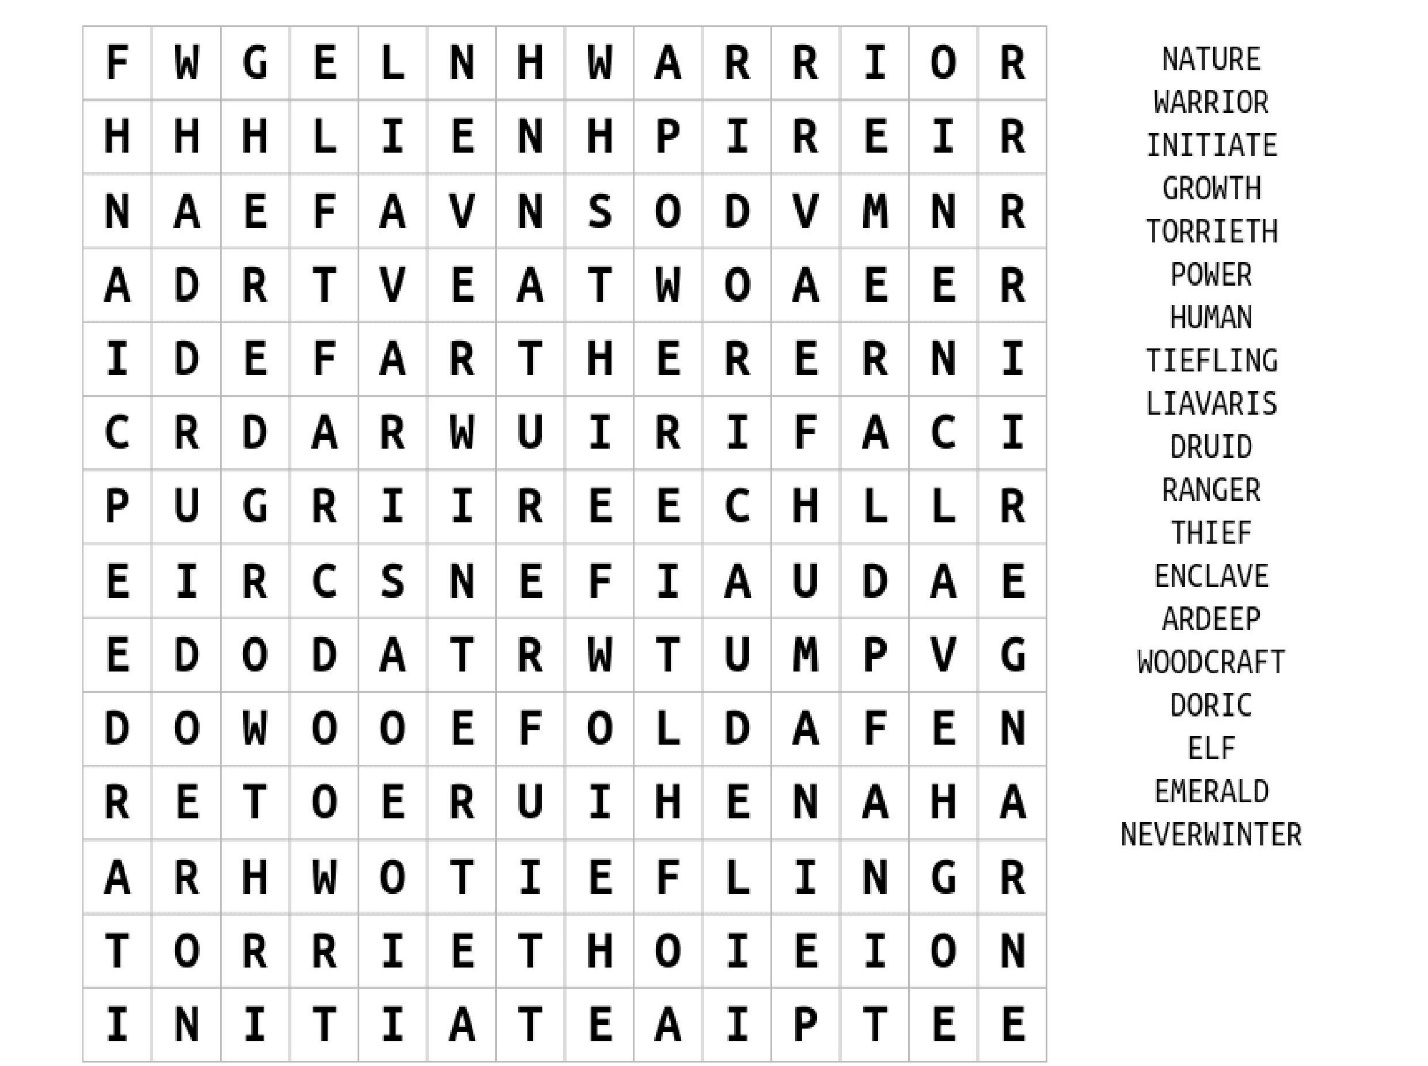 F W G E L N H W A R R I O R
H H H L I E N H P I R E I R
N A E F A V N S O D V M N R
A D R T V E A T W O A E E R
I D E F A R T H E R E R N I
C R D A R W U I R I F A C I
P U G R I I R E E C H L L R
E I R C S N E F I A U D A E
E D O D A T R W T U M P V G
D O W O O E F O L D A F E N
R E T O E R U I H E N A H A
A R H W O T I E F L I N G R
T O R R I E T H O I E I O N
I N I T I A T E A I P T E E
NATURE
WARRIOR
INITIATE
GROWTH
TORRIETH
POWER
HUMAN
TIEFLING
LIAVARIS
DRUID
RANGER
THIEF
ENCLAVE
ARDEEP
WOODCRAFT
DORIC
ELF
EMERALD
NEVERWINTER